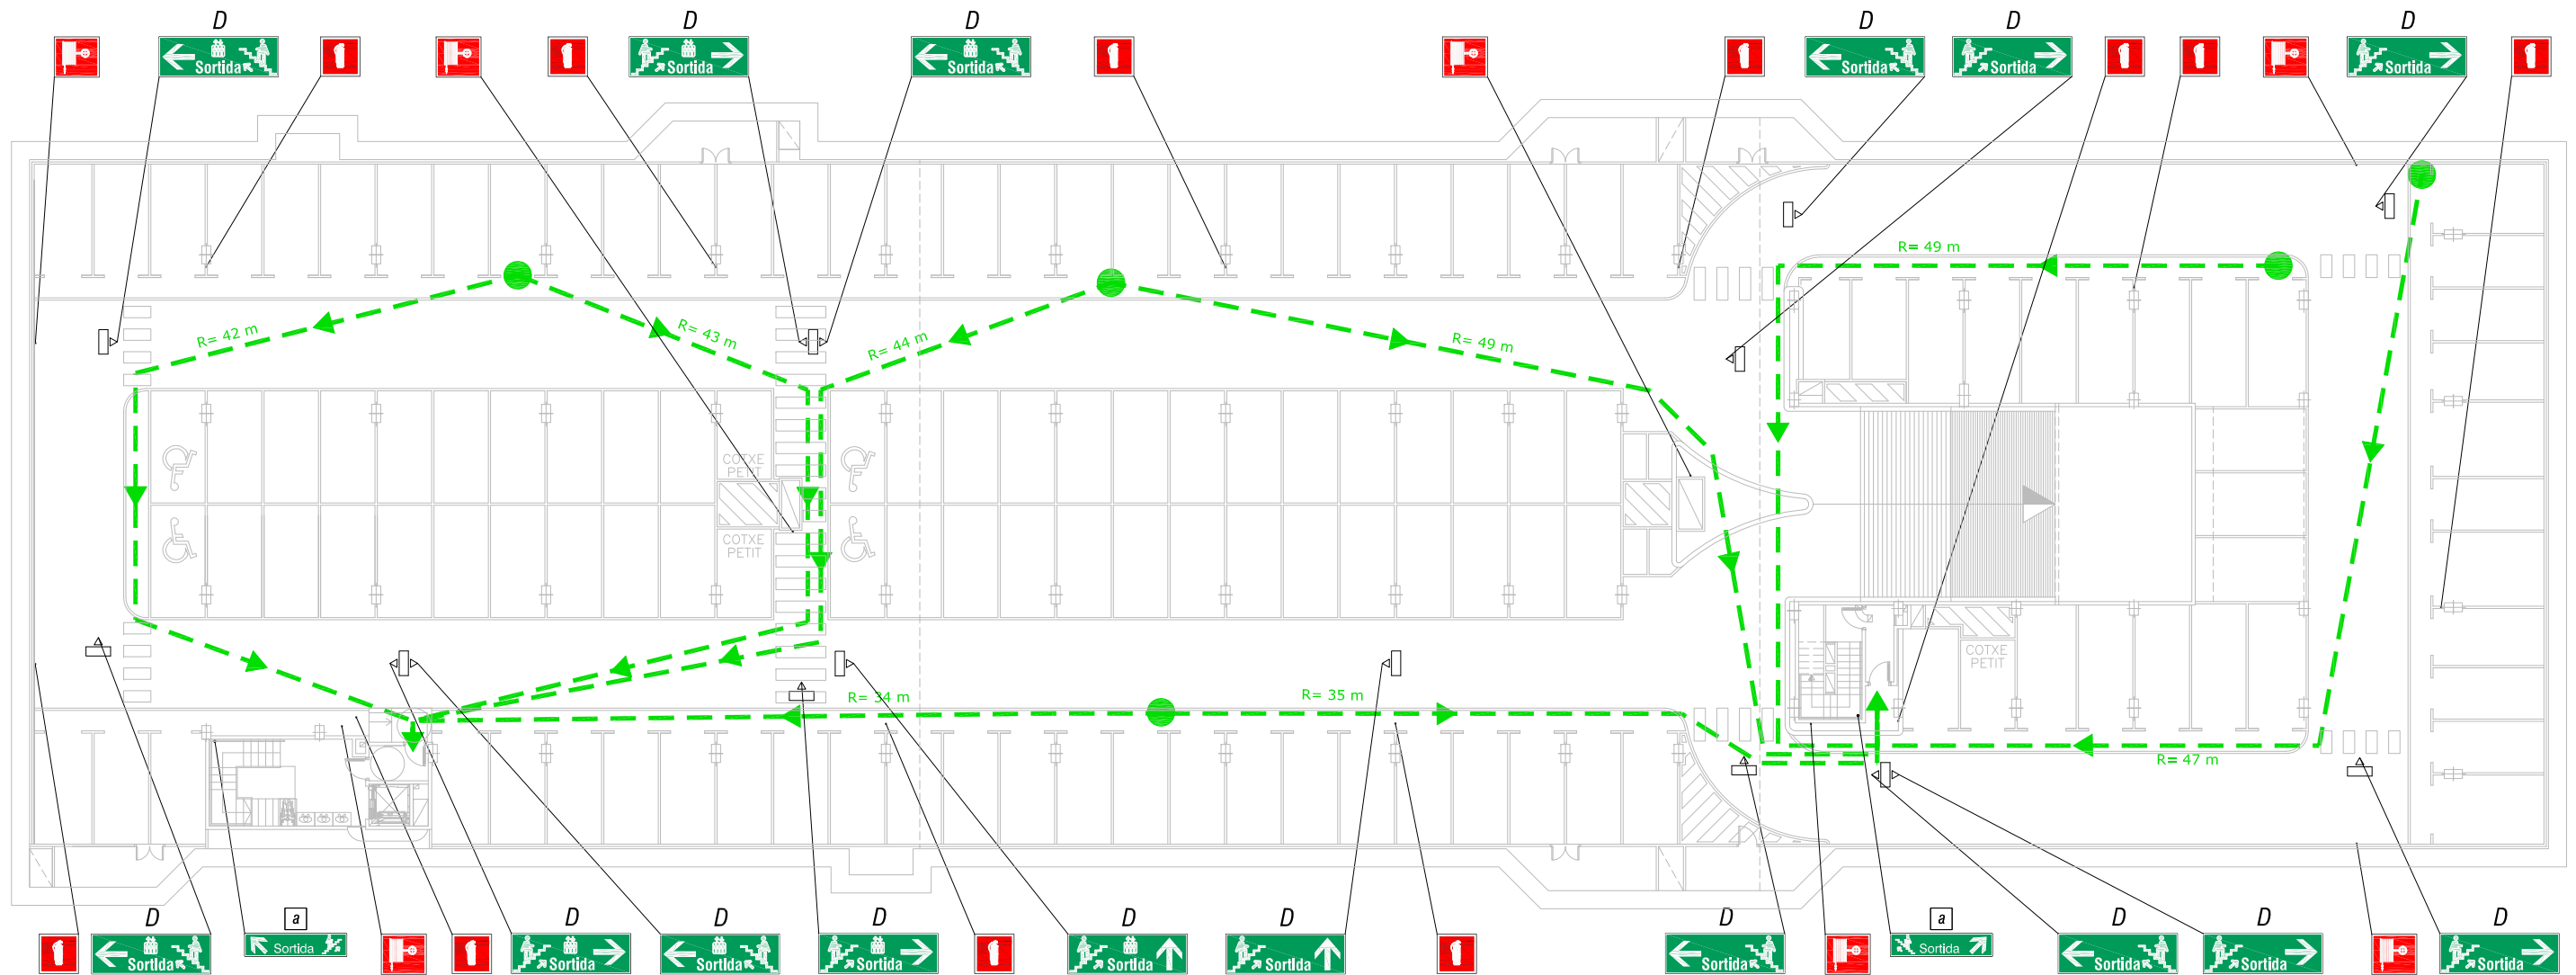 D D D D D D
Sortida Sortida Sortida Sortida Sortida Sortida
R= 49 m
R= 42 m R= 43 m R= 44 m R= 49 m
COTXE
PETIT
COTXE
PETIT
COTXE
PETIT
R= 34 m R= 35 m
R= 47 m
D a D D D D D D a D D D
Sortida Sortida Sortida Sortida Sortida Sortida Sortida Sortida Sortida Sortida Sortida Sortida